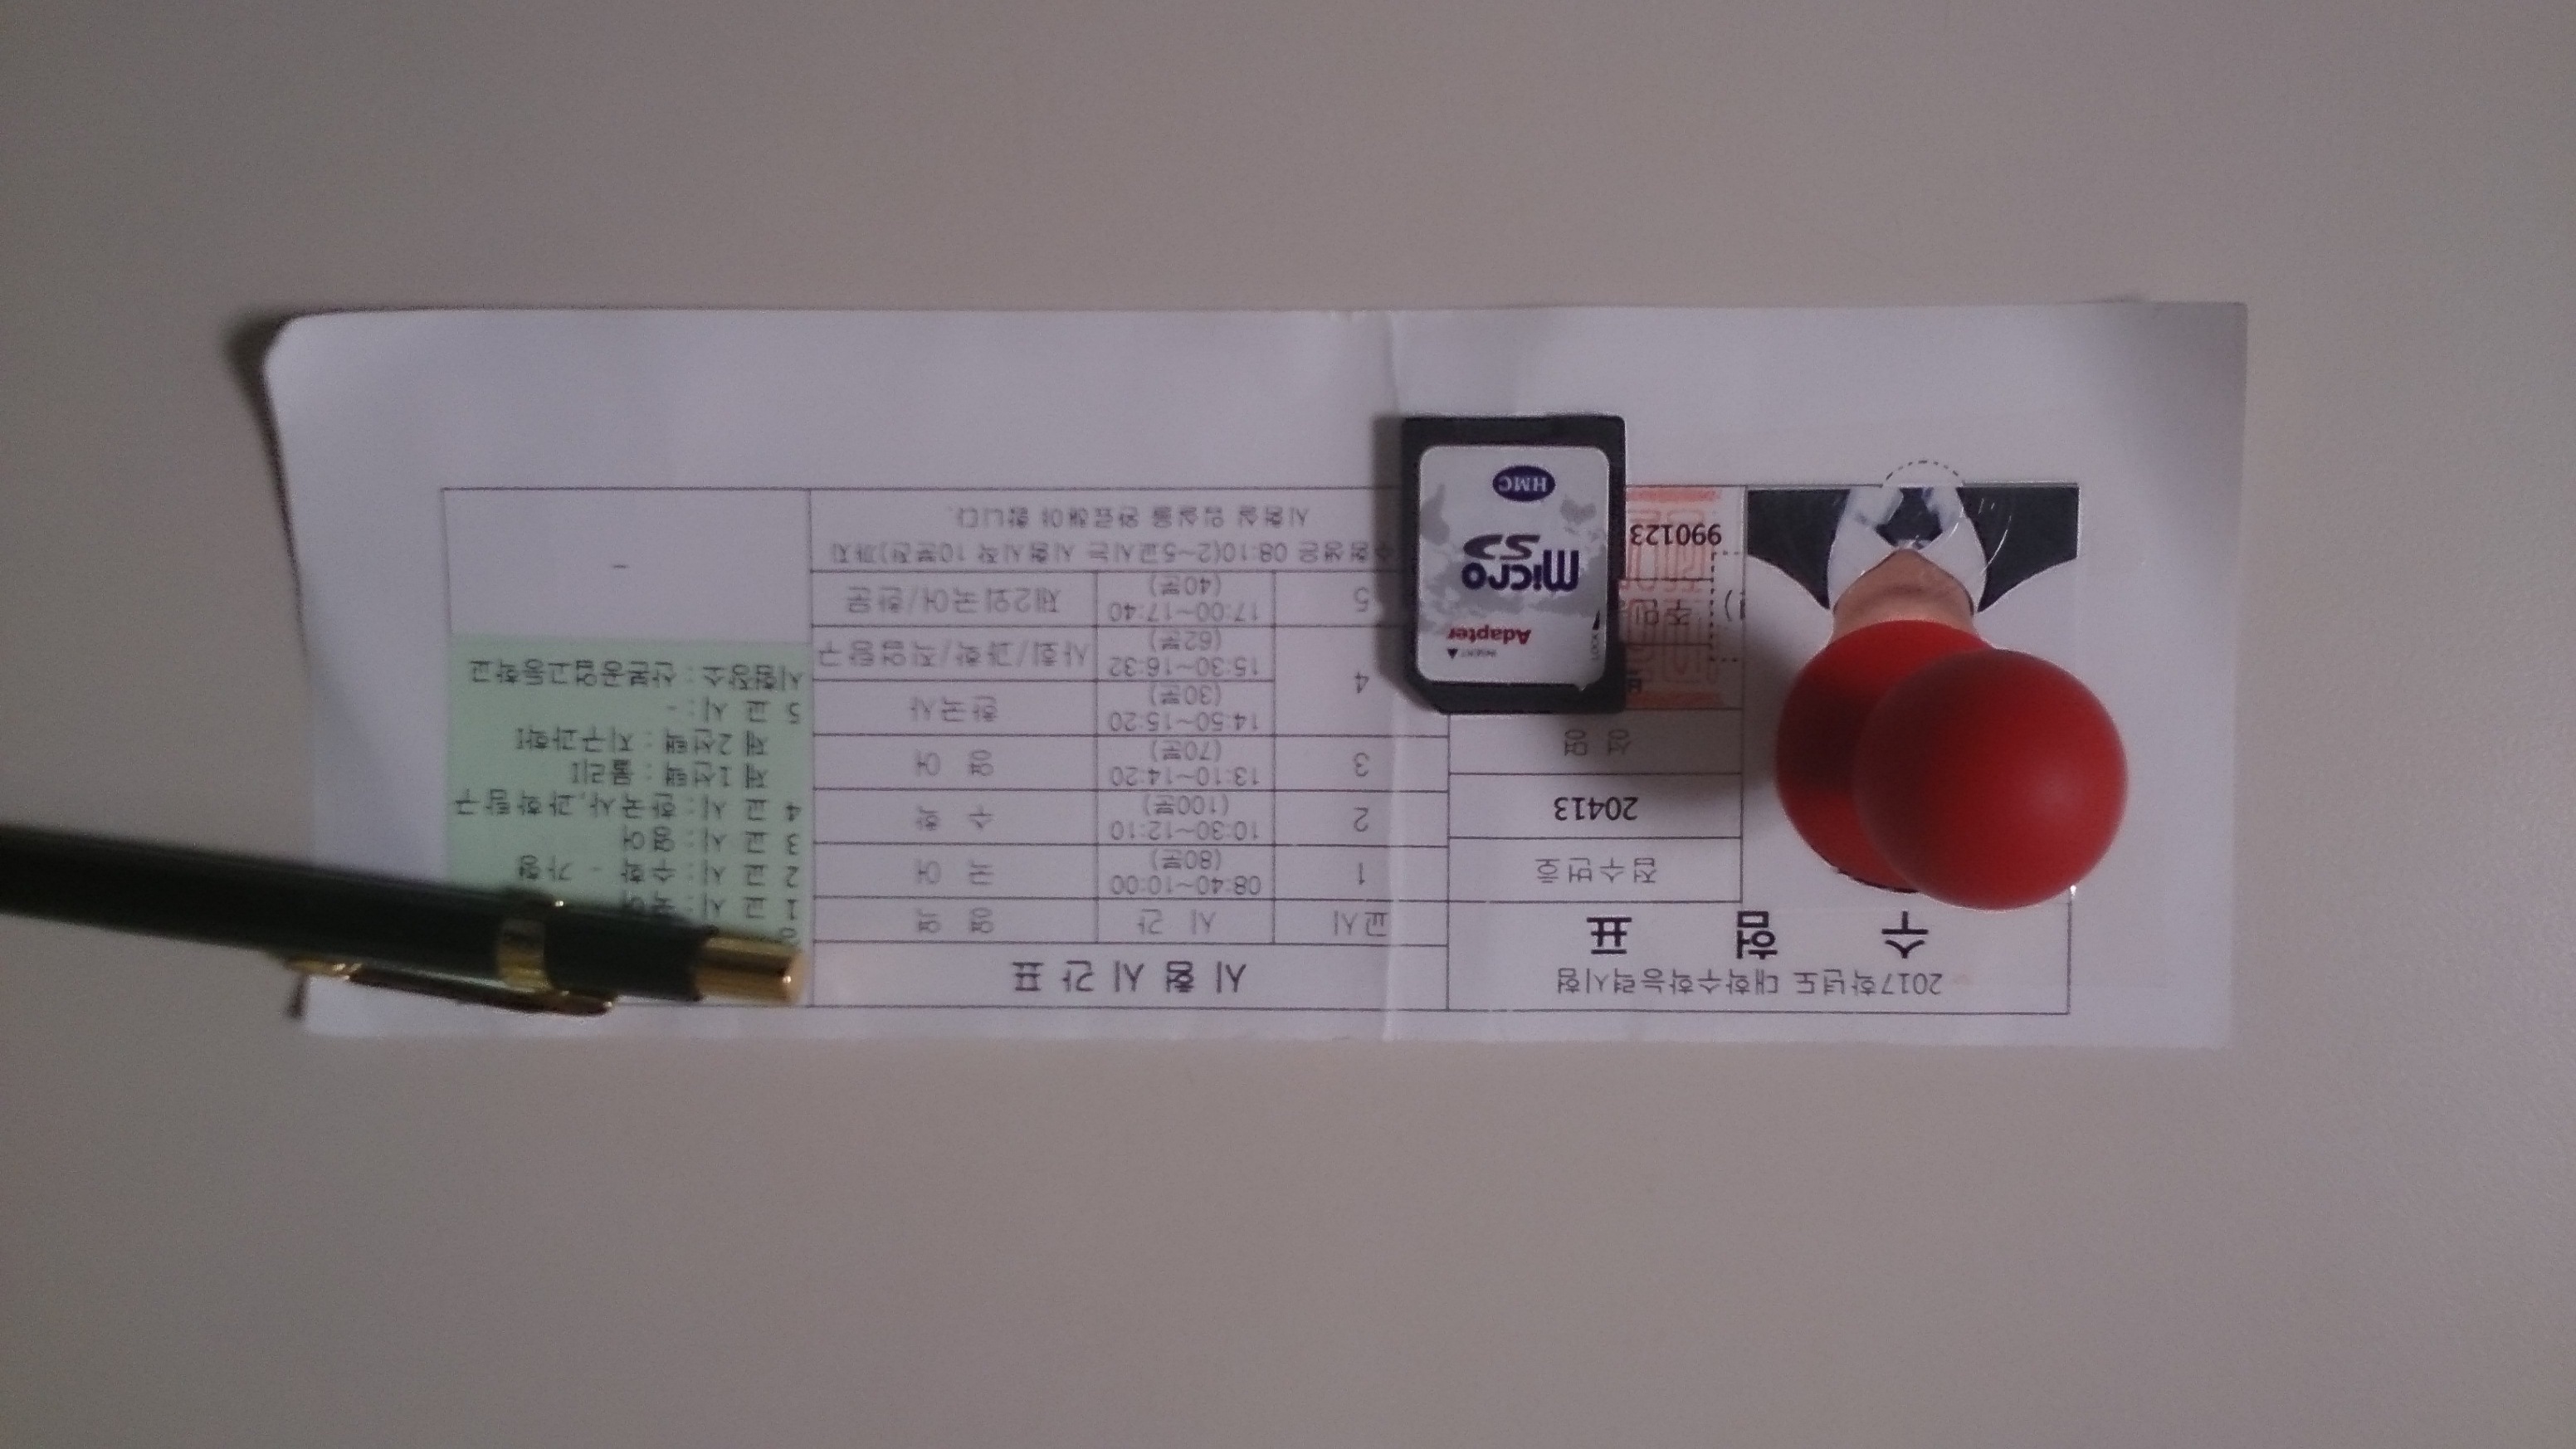 2017학년도 대학수학능력시험
수 험 표
접수번호
20413
성 명
주민
990123
시 험 시 간 표
교시 시 간 영 역
1 08:40~10:00 (80분) 국 어
2 10:30~12:10 (100분) 수 학
3 13:10~14:20 (70분) 영 어
4 14:50~15:20 (30분) 한국사
15:30~16:32 (62분) 사회/과학/직업탐구
5 17:00~17:40 (40분) 제2외국어/한문
수험생은 08:10(2~5교시는 시험시작 10분전)까지
시험실 입실을 완료해야 합니다.
1 교 시: 국어
2 교 시: 수학 - 가형
3 교 시: 영어
4 교 시: 한국사,과학탐구
제 1선택 : 물리I
제 2선택 : 지구과학I
5 교 시: -
시험장소: 산본공업고등학교
-
INSERT
Adapter
LOCK
micro
SD
HMC